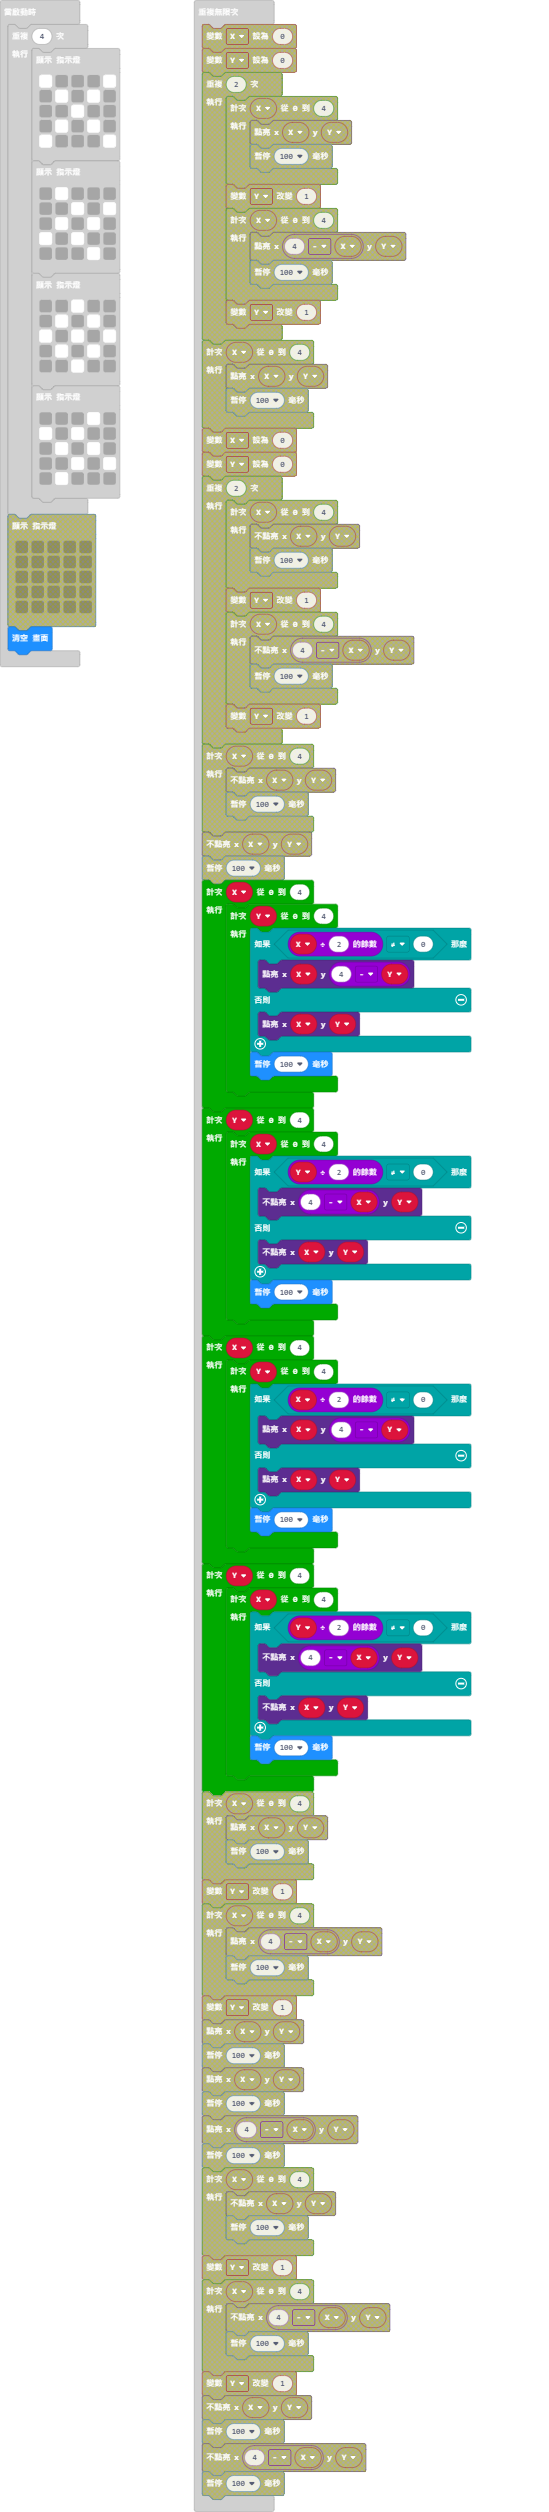 當啟動時
重複 4 次
執行
顯示 指示燈
顯示 指示燈
顯示 指示燈
顯示 指示燈
顯示 指示燈
清空 畫面
重複無限次
變數 X 設為 0
變數 Y 設為 0
重複 2 次
執行
計次 X 從 0 到 4
執行
點亮 x X y Y
暫停 100 毫秒
變數 Y 改變 1
計次 X 從 0 到 4
執行
點亮 x 4 - X y Y
暫停 100 毫秒
變數 Y 改變 1
計次 X 從 0 到 4
執行
點亮 x X y Y
暫停 100 毫秒
變數 X 設為 0
變數 Y 設為 0
重複 2 次
執行
計次 X 從 0 到 4
執行
不點亮 x X y Y
暫停 100 毫秒
變數 Y 改變 1
計次 X 從 0 到 4
執行
不點亮 x 4 - X y Y
暫停 100 毫秒
變數 Y 改變 1
計次 X 從 0 到 4
執行
不點亮 x X y Y
暫停 100 毫秒
不點亮 x X y Y
暫停 100 毫秒
計次 X 從 0 到 4
執行
計次 Y 從 0 到 4
執行
如果 X ÷ 2 的餘數 ≠ 0 那麼
點亮 x X y 4 - Y
否則
點亮 x X y Y
暫停 100 毫秒
計次 Y 從 0 到 4
執行
計次 X 從 0 到 4
執行
如果 Y ÷ 2 的餘數 ≠ 0 那麼
不點亮 x 4 - X y Y
否則
不點亮 x X y Y
暫停 100 毫秒
計次 X 從 0 到 4
執行
計次 Y 從 0 到 4
執行
如果 X ÷ 2 的餘數 ≠ 0 那麼
點亮 x X y 4 - Y
否則
點亮 x X y Y
暫停 100 毫秒
計次 Y 從 0 到 4
執行
計次 X 從 0 到 4
執行
如果 Y ÷ 2 的餘數 ≠ 0 那麼
不點亮 x 4 - X y Y
否則
不點亮 x X y Y
暫停 100 毫秒
計次 X 從 0 到 4
執行
點亮 x X y Y
暫停 100 毫秒
變數 Y 改變 1
計次 X 從 0 到 4
執行
點亮 x 4 - X y Y
暫停 100 毫秒
變數 Y 改變 1
點亮 x X y Y
暫停 100 毫秒
點亮 x X y Y
暫停 100 毫秒
點亮 x 4 - X y Y
暫停 100 毫秒
計次 X 從 0 到 4
執行
不點亮 x X y Y
暫停 100 毫秒
變數 Y 改變 1
計次 X 從 0 到 4
執行
不點亮 x 4 - X y Y
暫停 100 毫秒
變數 Y 改變 1
不點亮 x X y Y
暫停 100 毫秒
不點亮 x 4 - X y Y
暫停 100 毫秒